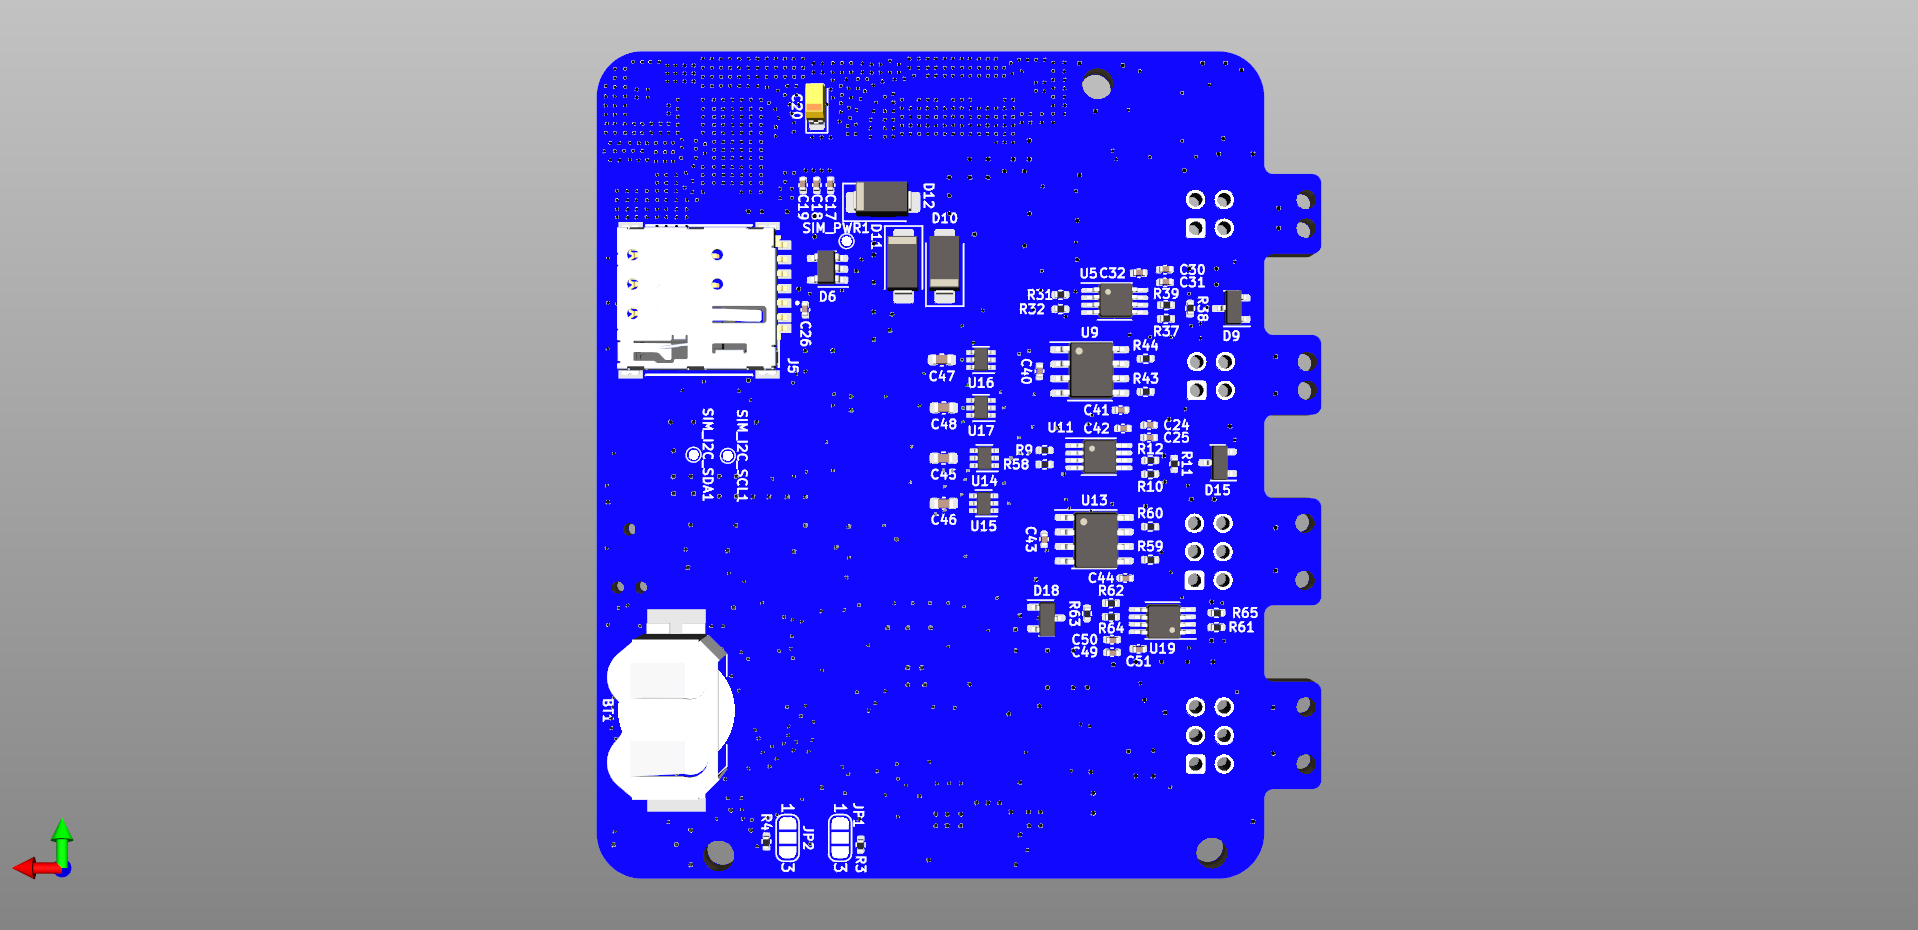 C20
C19
C18
C17
D12
D10
SIM_PWR1
D11
D6
C26
J5
U5
C32
C30
C31
R31
R32
R39
R38
R37
D9
U9
R44
C40
R43
C47
U16
C41
C48
U17
U11
C42
C24
C25
SIM_I2C_SDA1
SIM_I2C_SCL1
R9
R58
R12
R11
R10
D15
C45
U14
C46
U15
U13
R60
C43
R59
C44
D18
R62
R63
R64
R65
R61
C50
C49
C51
U19
BT1
R4
1
JP2
3
1
JP1
3
R3